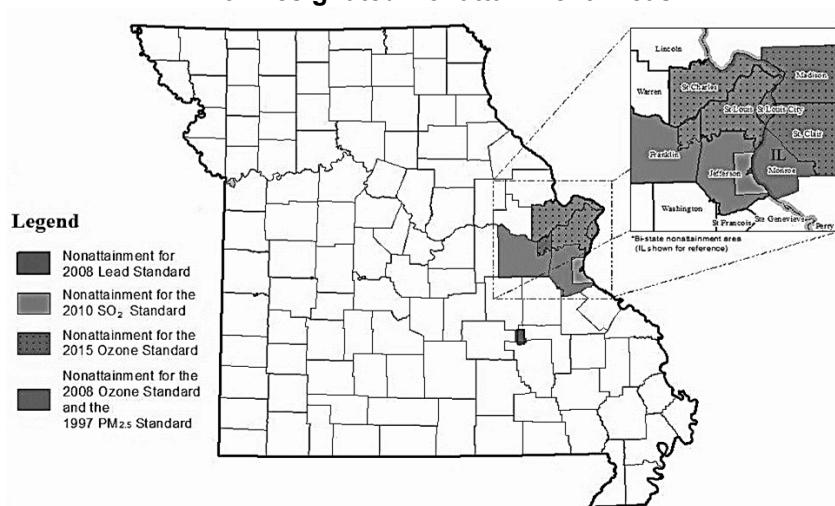 Lincoln
Madison
Warren
St Charles
St Louis
St Louis City
St. Clair
Franklin
IL
Jefferson
Monroe
Washington
St Francois
Ste Genevieve
Perry
*Bi-state nonattainment area
(IL shown for reference)
Legend
Nonattainment for
2008 Lead Standard
Nonattainment for the
2010 SO₂ Standard
Nonattainment for the
2015 Ozone Standard
Nonattainment for the
2008 Ozone Standard
and the
1997 PM₂.₅ Standard